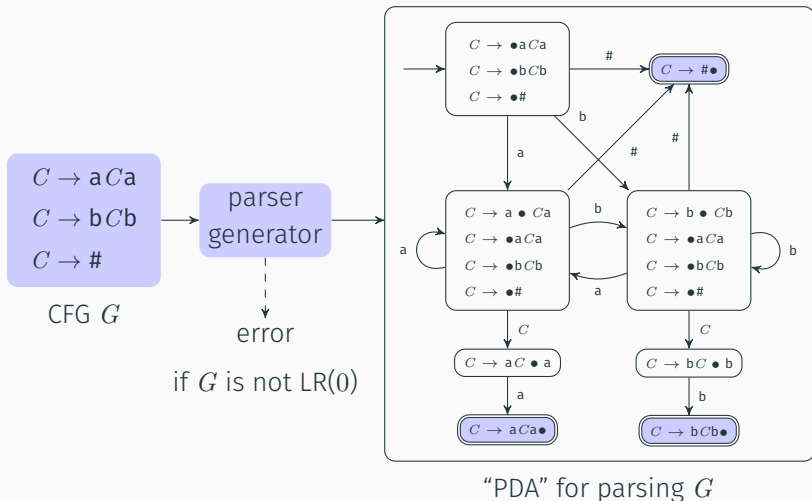 C → aCa
C → bCb
C → #
CFG G
parser
generator
error
if G is not LR(0)
C → •aCa
C → •bCb
C → •#
#
C → #•
b
a
#
#
C → a • Ca
C → •aCa
C → •bCb
C → •#
b
C → b • Cb
C → •aCa
C → •bCb
C → •#
a
b
a
C
C
C → aC • a
C → bC • b
a
b
C → aCa•
C → bCb•
“PDA” for parsing G